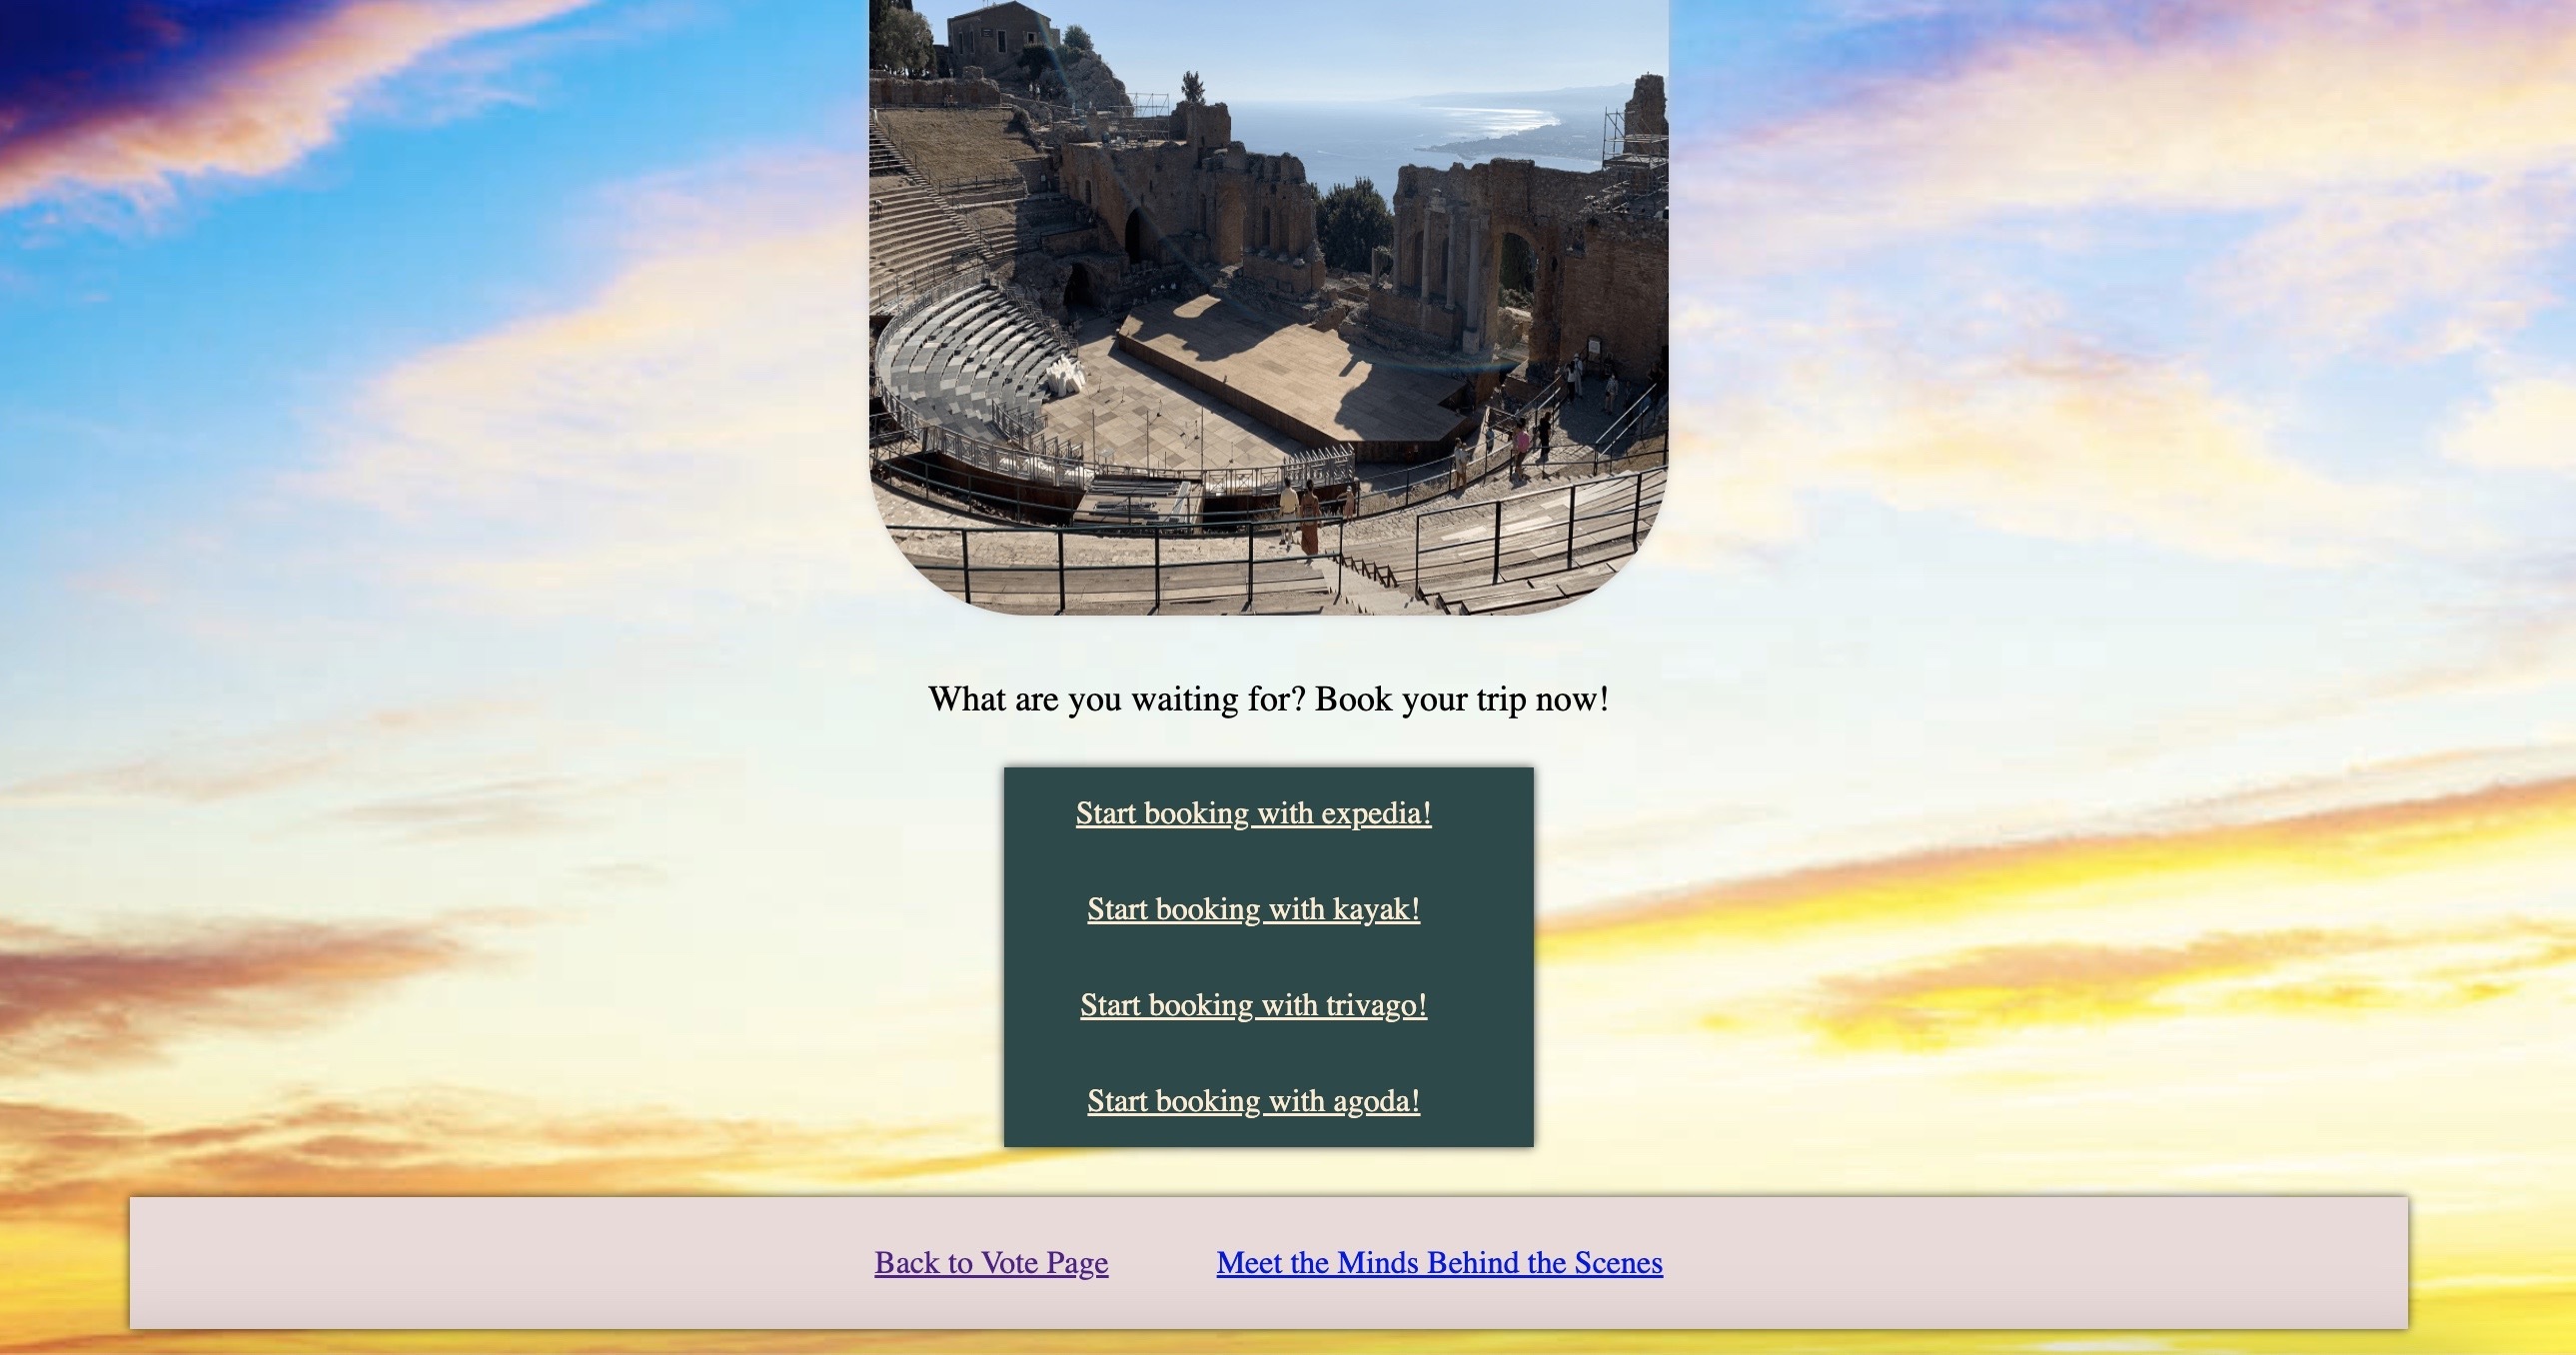 What are you waiting for? Book your trip now!
Start booking with expedia!
Start booking with kayak!
Start booking with trivago!
Start booking with agoda!
Back to Vote Page
Meet the Minds Behind the Scenes